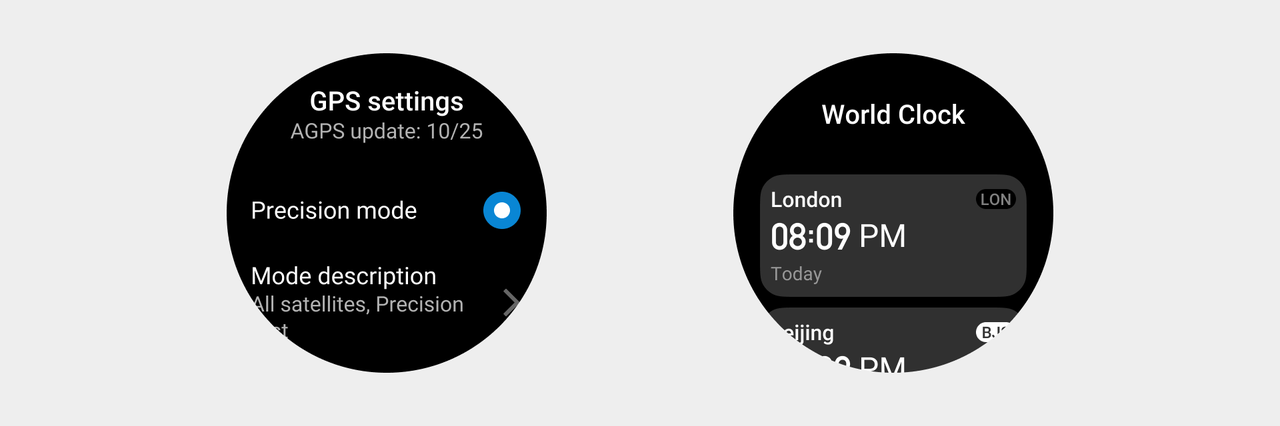 GPS settings
AGPS update: 10/25
Precision mode
Mode description
All satellites, Precision
World Clock
London
LON
08:09 PM
Today
PM